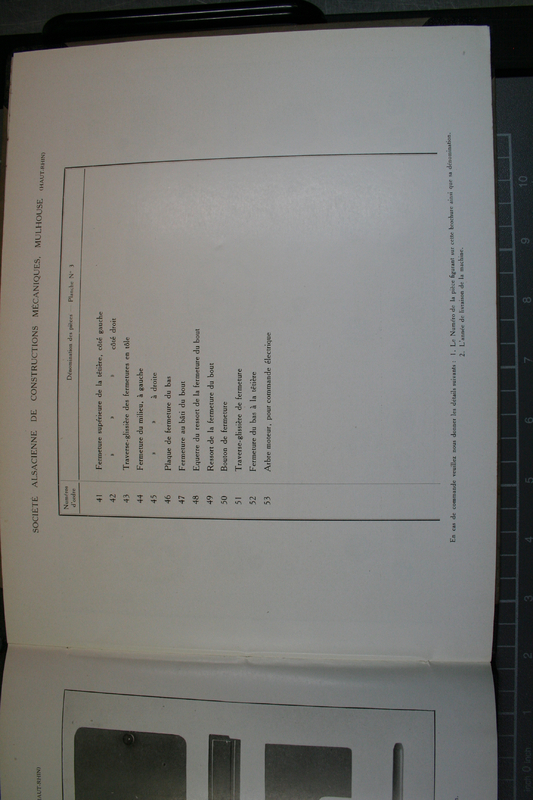 SOCIÉTÉ ALSACIENNE DE CONSTRUCTIONS MÉCANIQUES, MULHOUSE (HAUT-RHIN)
Numéros d'ordre
Dénomination des pièces Planche N° 3
41 Fermeture supérieure de la têtière, côté gauche
42 » » » côté droit
43 Traverse-glissière des fermetures en tôle
44 Fermeture du milieu, à gauche
45 » » à droite
46 Plaque de fermeture du bas
47 Fermeture au bâti du bout
48 Equerre du ressort de la fermeture du bout
49 Ressort de la fermeture du bout
50 Bouton de fermeture
51 Traverse-glissière de fermeture
52 Fermeture du bas à la têtière
53 Arbre moteur, pour commande électrique
En cas de commande veuillez nous donner les détails suivants : 1. Le Numéro de la pièce figurant sur cette brochure ainsi que sa dénomination.
2. L'année de livraison de la machine.
HAUT-RHIN)
inch 0 1 2 3 4 5 6 7 8 9 10